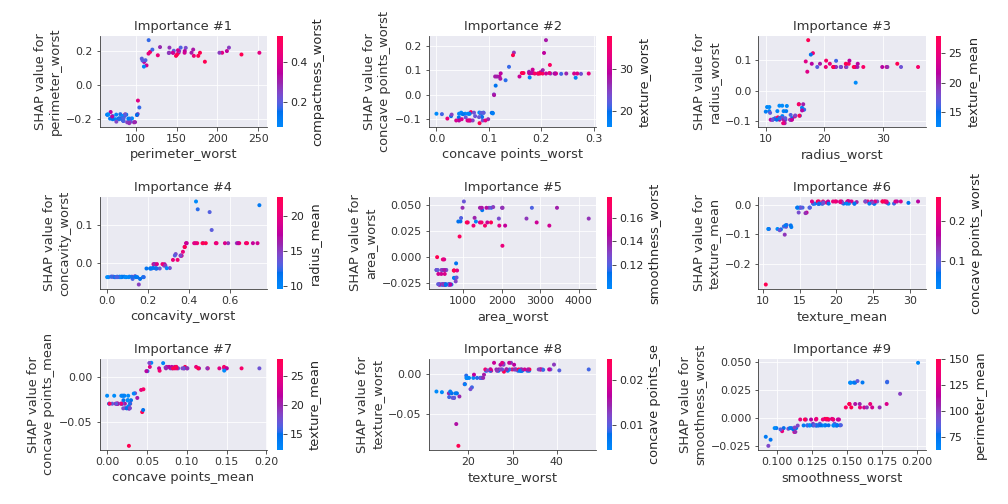 Importance #1
SHAP value for
perimeter_worst
0.2
0.0
−0.2
100
150
200
250
perimeter_worst
0.4
0.2
compactness_worst
Importance #2
SHAP value for
concave points_worst
0.2
0.1
0.0
−0.1
0.0
0.1
0.2
0.3
concave points_worst
30
20
texture_worst
Importance #3
SHAP value for
radius_worst
0.1
0.0
−0.1
10
20
30
radius_worst
25
20
15
texture_mean
Importance #4
SHAP value for
concavity_worst
0.1
0.0
0.0
0.2
0.4
0.6
concavity_worst
20
15
10
radius_mean
Importance #5
SHAP value for
area_worst
0.050
0.025
0.000
−0.025
1000
2000
3000
4000
area_worst
0.16
0.14
0.12
smoothness_worst
Importance #6
SHAP value for
texture_mean
0.0
−0.1
−0.2
10
15
20
25
30
texture_mean
0.2
0.1
concave points_worst
Importance #7
SHAP value for
concave points_mean
0.00
−0.05
0.00
0.05
0.10
0.15
0.20
concave points_mean
25
20
15
texture_mean
Importance #8
SHAP value for
texture_worst
0.00
−0.05
20
30
40
texture_worst
0.02
0.01
concave points_se
Importance #9
SHAP value for
smoothness_worst
0.050
0.025
0.000
−0.025
0.100
0.125
0.150
0.175
0.200
smoothness_worst
150
125
100
75
perimeter_mean